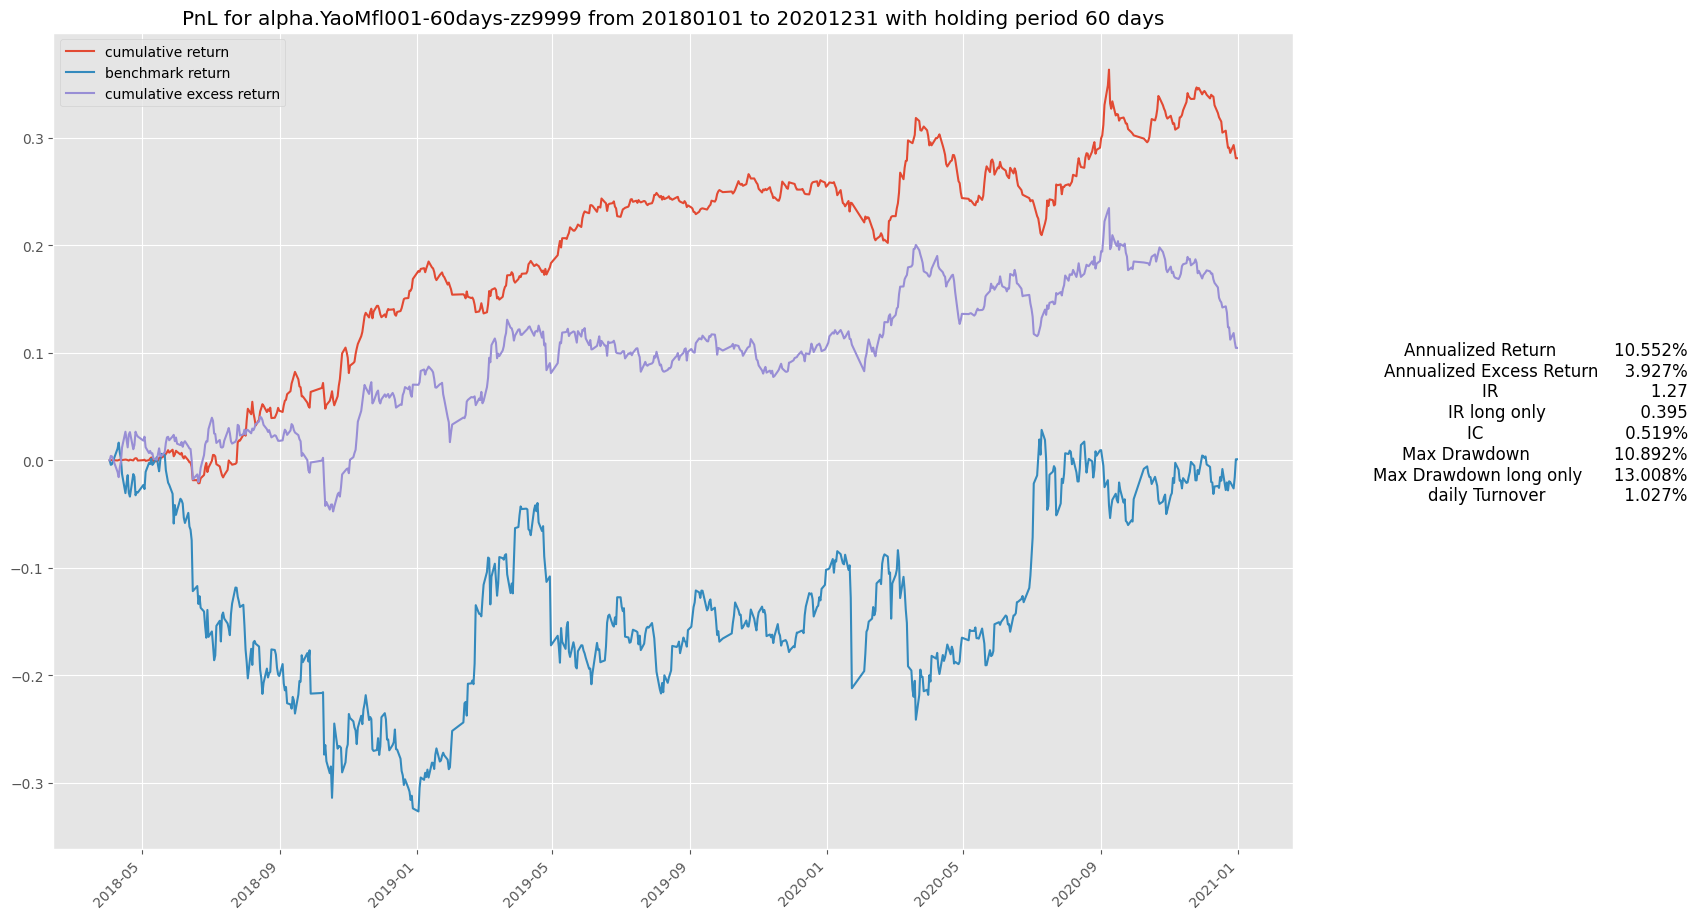 PnL for alpha.YaoMfl001-60days-zz9999 from 20180101 to 20201231 with holding period 60 days
cumulative return
benchmark return
cumulative excess return
0.3
0.2
0.1
0.0
−0.1
−0.2
−0.3
2018-05
2018-09
2019-01
2019-05
2019-09
2020-01
2020-05
2020-09
2021-01
Annualized Return 10.552%
Annualized Excess Return 3.927%
IR 1.27
IR long only 0.395
IC 0.519%
Max Drawdown 10.892%
Max Drawdown long only 13.008%
daily Turnover 1.027%